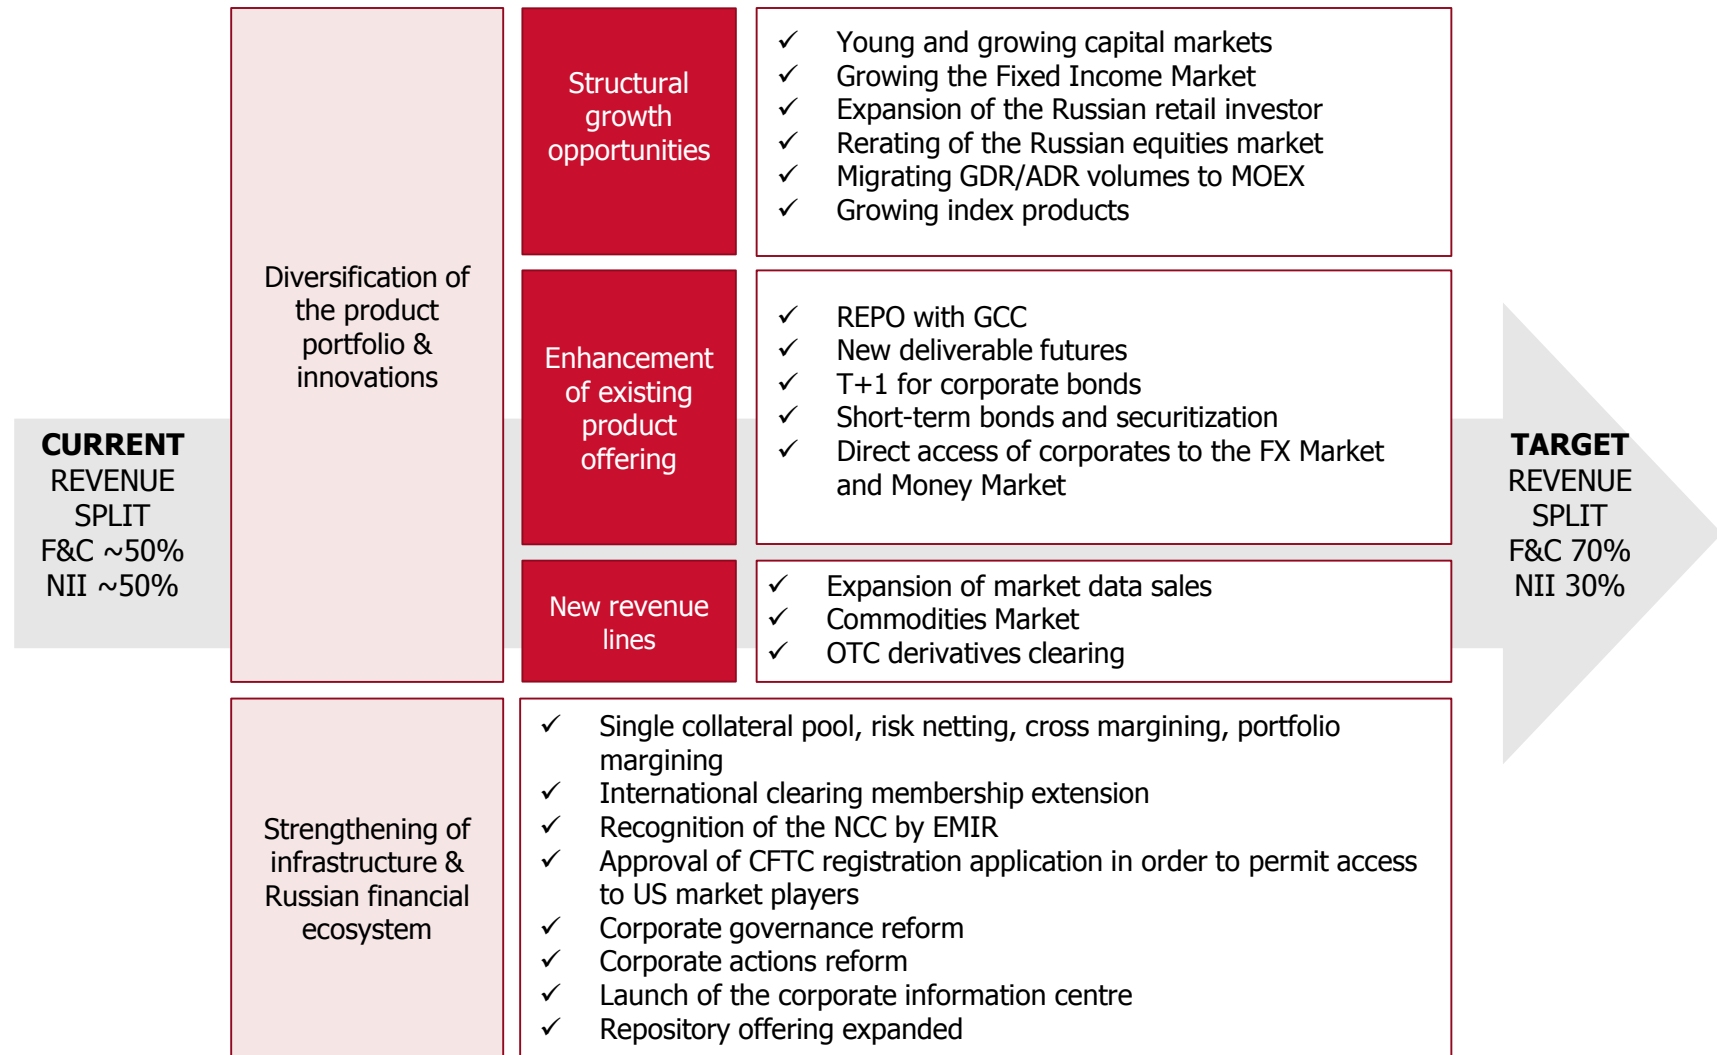 CURRENT
REVENUE
SPLIT
F&C ~50%
NII ~50%
Diversification of
the product
portfolio &
innovations
Structural
growth
opportunities
✓ Young and growing capital markets
✓ Growing the Fixed Income Market
✓ Expansion of the Russian retail investor
✓ Rerating of the Russian equities market
✓ Migrating GDR/ADR volumes to MOEX
✓ Growing index products
Enhancement
of existing
product
offering
✓ REPO with GCC
✓ New deliverable futures
✓ T+1 for corporate bonds
✓ Short-term bonds and securitization
✓ Direct access of corporates to the FX Market
and Money Market
New revenue
lines
✓ Expansion of market data sales
✓ Commodities Market
✓ OTC derivatives clearing
Strengthening of
infrastructure &
Russian financial
ecosystem
✓ Single collateral pool, risk netting, cross margining, portfolio
margining
✓ International clearing membership extension
✓ Recognition of the NCC by EMIR
✓ Approval of CFTC registration application in order to permit access
to US market players
✓ Corporate governance reform
✓ Corporate actions reform
✓ Launch of the corporate information centre
✓ Repository offering expanded
TARGET
REVENUE
SPLIT
F&C 70%
NII 30%